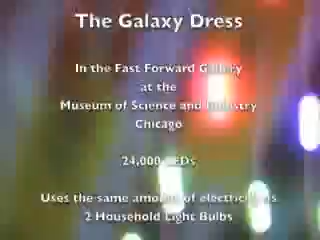 The Galaxy Dress
In the Fast Forward Gallery
at the
Museum of Science and Industry
Chicago
24,000 LEDs
Uses the same amount of electricity as
2 Household Light Bulbs